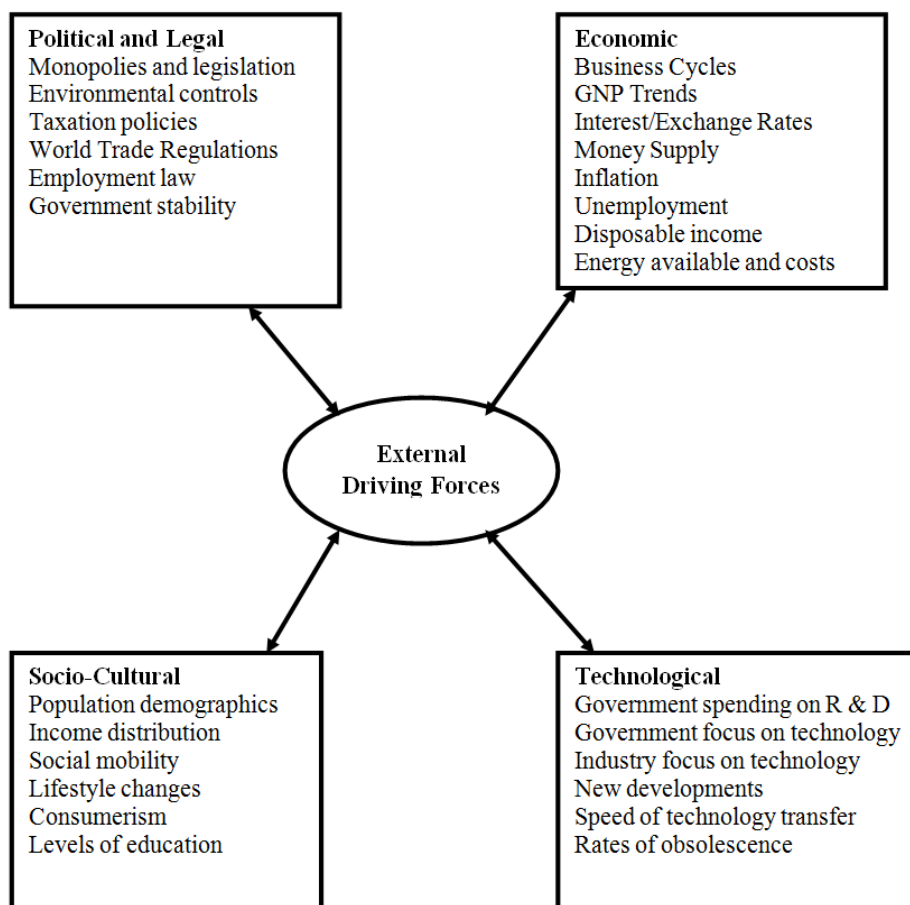 Political and Legal
Monopolies and legislation
Environmental controls
Taxation policies
World Trade Regulations
Employment law
Government stability
Economic
Business Cycles
GNP Trends
Interest/Exchange Rates
Money Supply
Inflation
Unemployment
Disposable income
Energy available and costs
External
Driving Forces
Socio-Cultural
Population demographics
Income distribution
Social mobility
Lifestyle changes
Consumerism
Levels of education
Technological
Government spending on R & D
Government focus on technology
Industry focus on technology
New developments
Speed of technology transfer
Rates of obsolescence